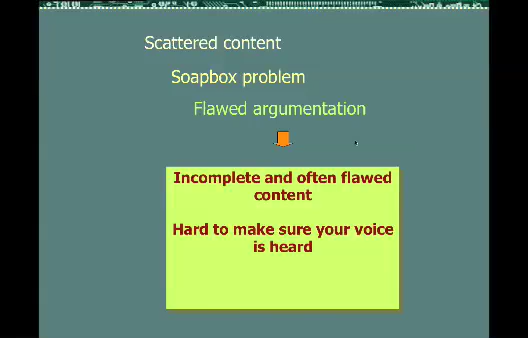 Scattered content
Soapbox problem
Flawed argumentation
Incomplete and often flawed
content
Hard to make sure your voice
is heard